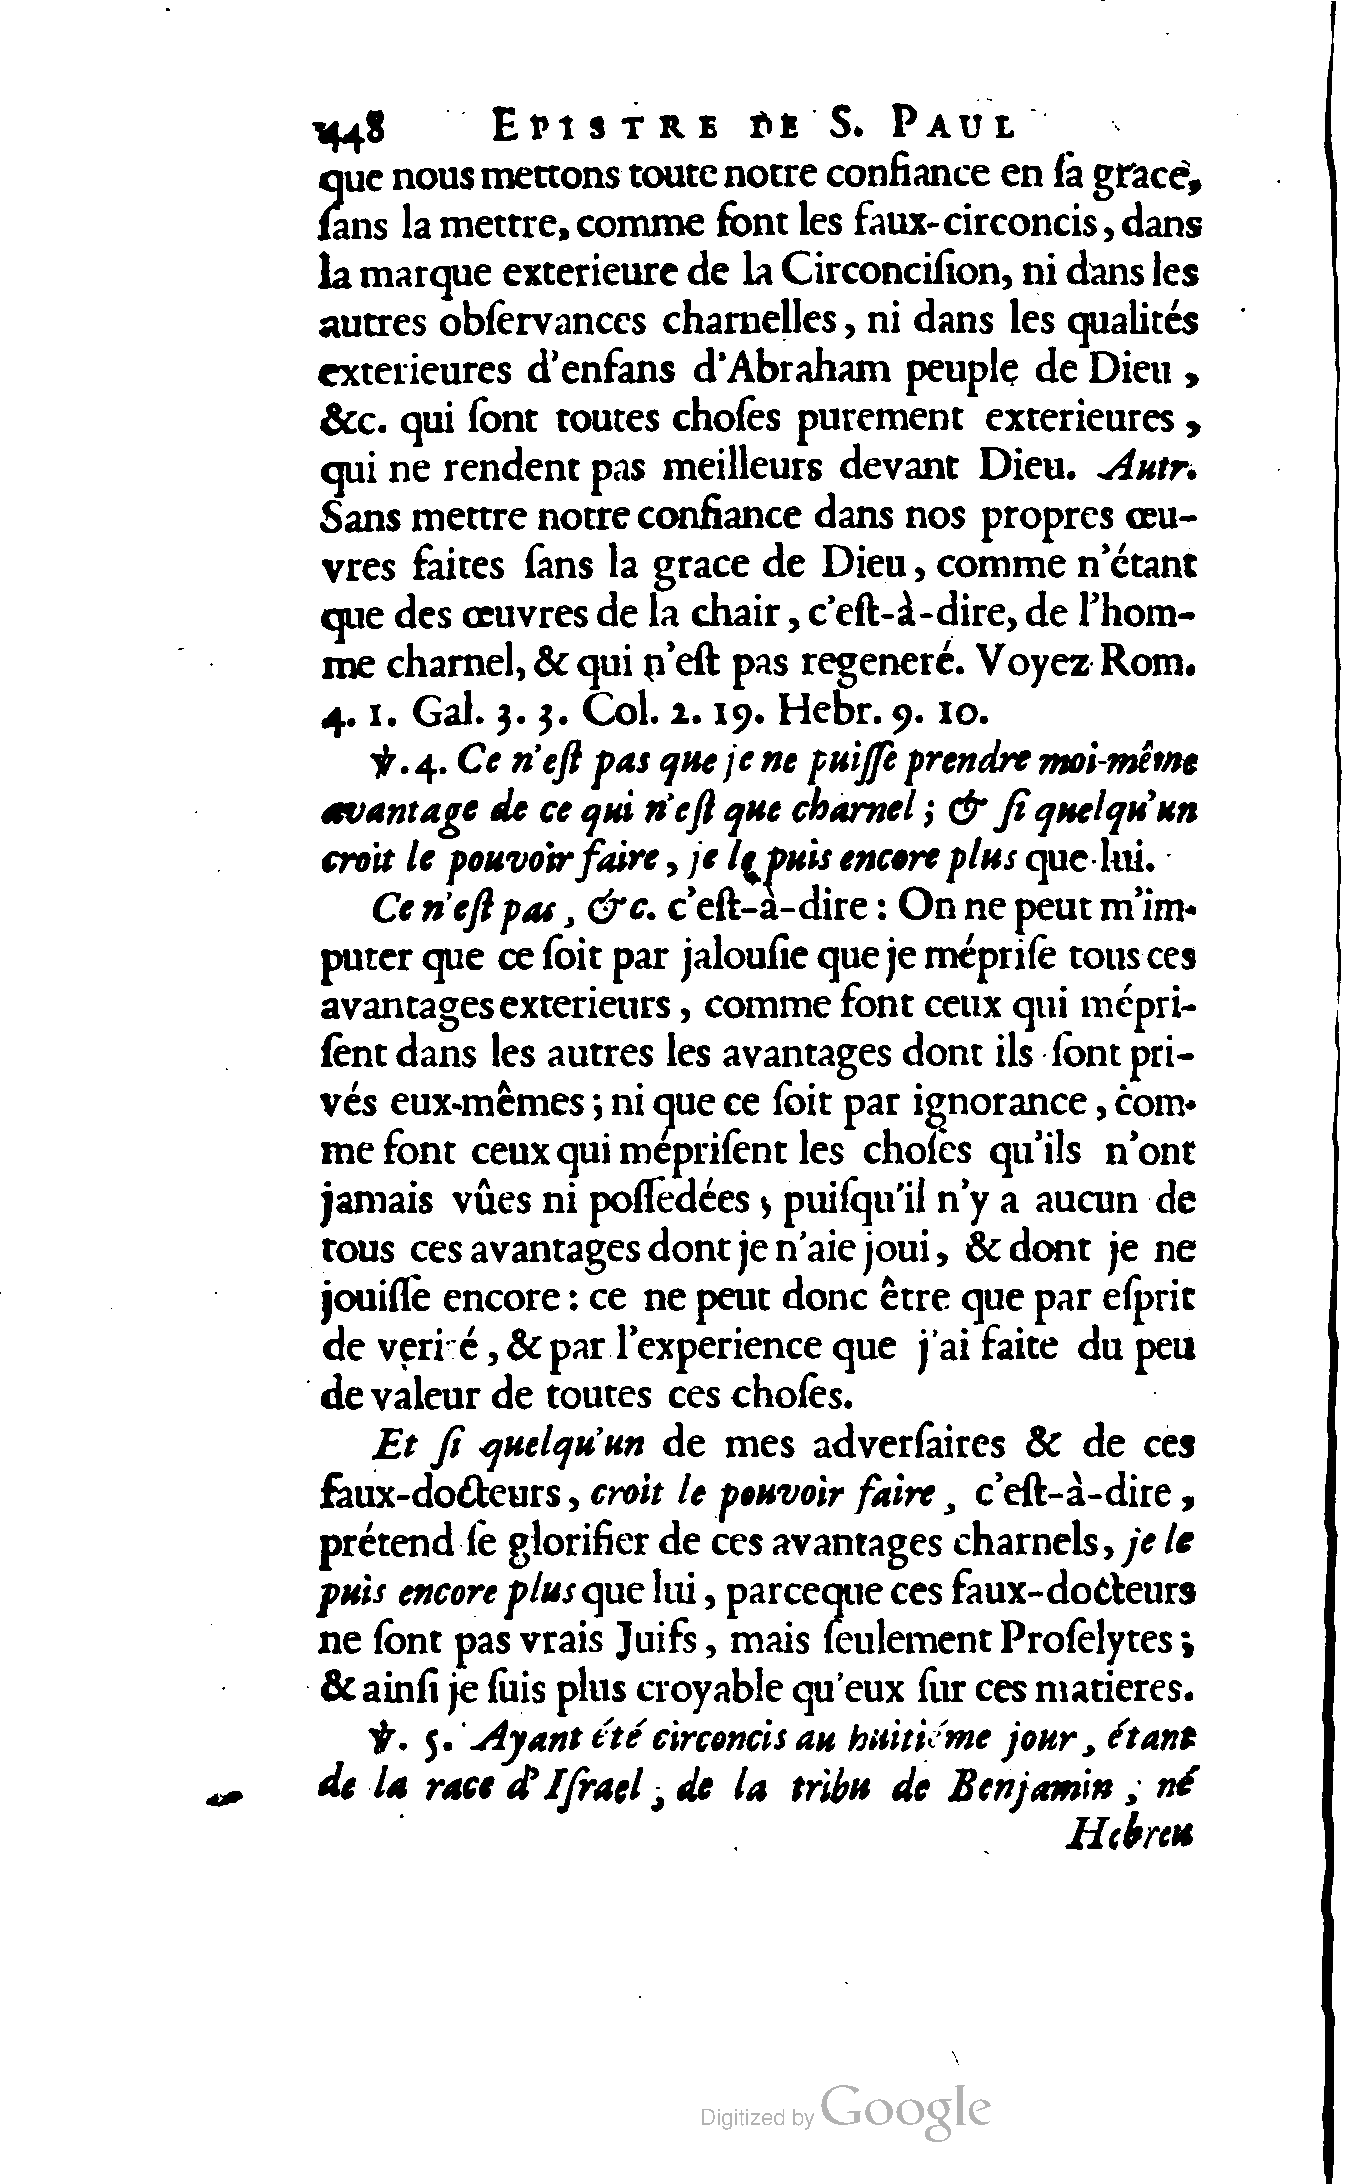 448 EPISTRE DE S. PAUL
que nous mettons toute notre confiance en ſa grace,
ſans la mettre, comme font les faux-circoncis, dans
la marque exterieure de la Circonciſion, ni dans les
autres obſervances charnelles, ni dans les qualités
exterieures d'enfans d'Abraham peuple de Dieu,
&c. qui ſont toutes choſes purement exterieures,
qui ne rendent pas meilleurs devant Dieu. Autr.
Sans mettre notre confiance dans nos propres œu-
vres faites ſans la grace de Dieu, comme n'étant
que des œuvres de la chair, c'eſt-à-dire, de l'hom-
me charnel, & qui n'eſt pas regeneré. Voyez Rom.
4. 1. Gal. 3. 3. Col. 2. 19. Hebr. 9. 10.
℣. 4. Ce n'eſt pas que je ne puiſſe prendre moi-même
avantage de ce qui n'eſt que charnel; & ſi quelqu'un
croit le pouvoir faire, je le puis encore plus que lui.
Ce n'eſt pas, &c. c'eſt-à-dire: On ne peut m'im-
puter que ce ſoit par jalouſie que je mépriſe tous ces
avantages exterieurs, comme font ceux qui mépri-
ſent dans les autres les avantages dont ils ſont pri-
vés eux-mêmes; ni que ce ſoit par ignorance, com-
me font ceux qui mépriſent les choſes qu'ils n'ont
jamais vûes ni poſſedées; puiſqu'il n'y a aucun de
tous ces avantages dont je n'aie joui, & dont je ne
jouiſſe encore: ce ne peut donc être que par eſprit
de verité, & par l'experience que j'ai faite du peu
de valeur de toutes ces choſes.
Et ſi quelqu'un de mes adverſaires & de ces
faux-docteurs, croit le pouvoir faire, c'eſt-à-dire,
prétend ſe glorifier de ces avantages charnels, je le
puis encore plus que lui, parceque ces faux-docteurs
ne ſont pas vrais Juifs, mais ſeulement Proſelytes;
& ainſi je ſuis plus croyable qu'eux ſur ces matieres.
℣. 5. Ayant été circoncis au huitiéme jour, étant
de la race d'Iſrael, de la tribu de Benjamin; né
Hebreu
Digitized by Google